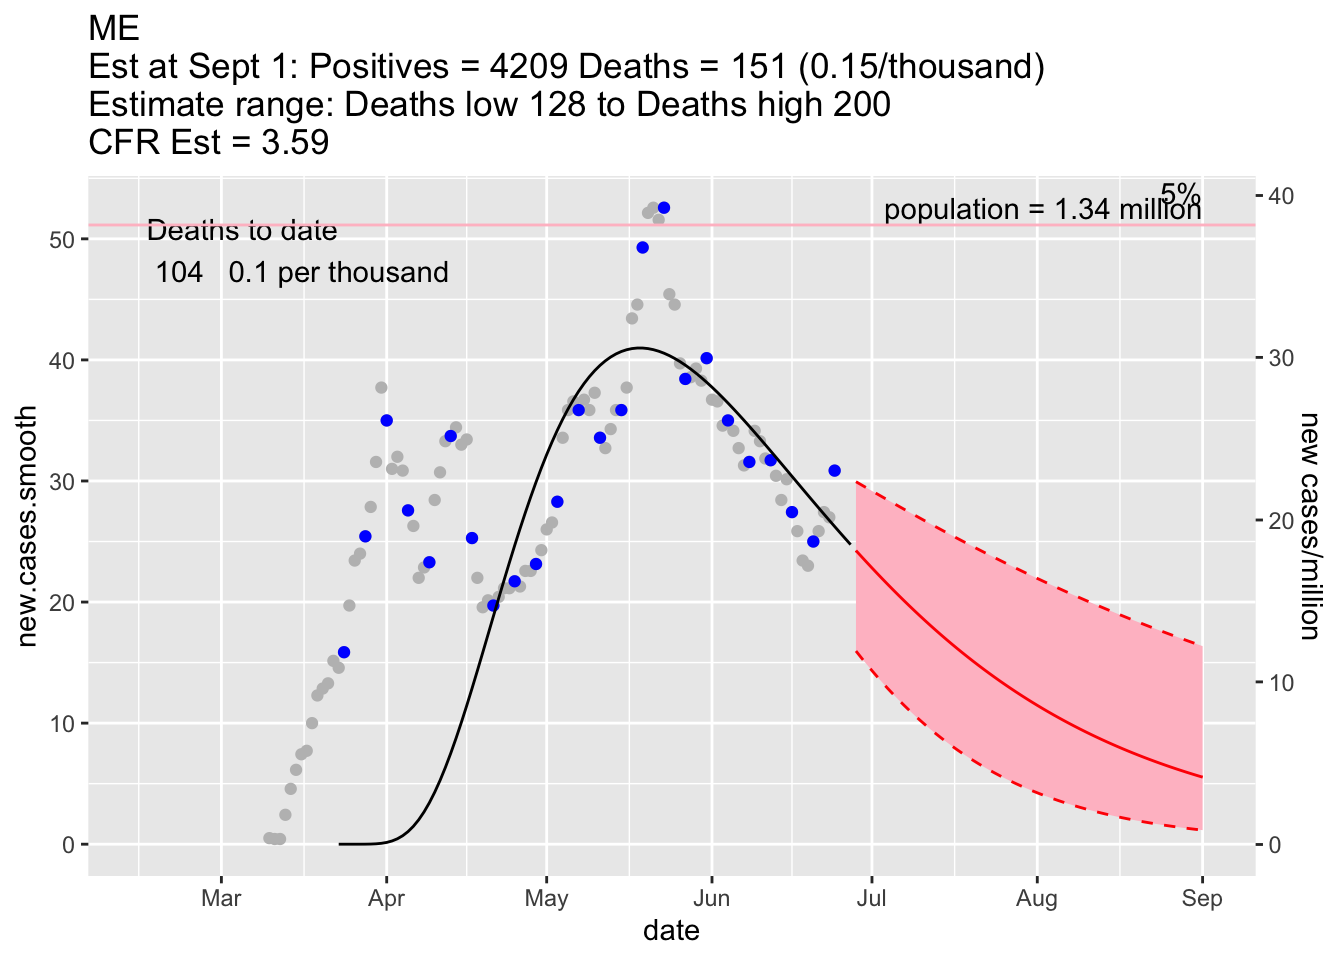 ME
Est at Sept 1: Positives = 4209 Deaths = 151 (0.15/thousand)
Estimate range: Deaths low 128 to Deaths high 200
CFR Est = 3.59
5%
population = 1.34 million
Deaths to date
104 0.1 per thousand
new.cases.smooth
50
40
30
20
10
0
40
30
20
10
0
new cases/million
Mar Apr May Jun Jul Aug Sep
date